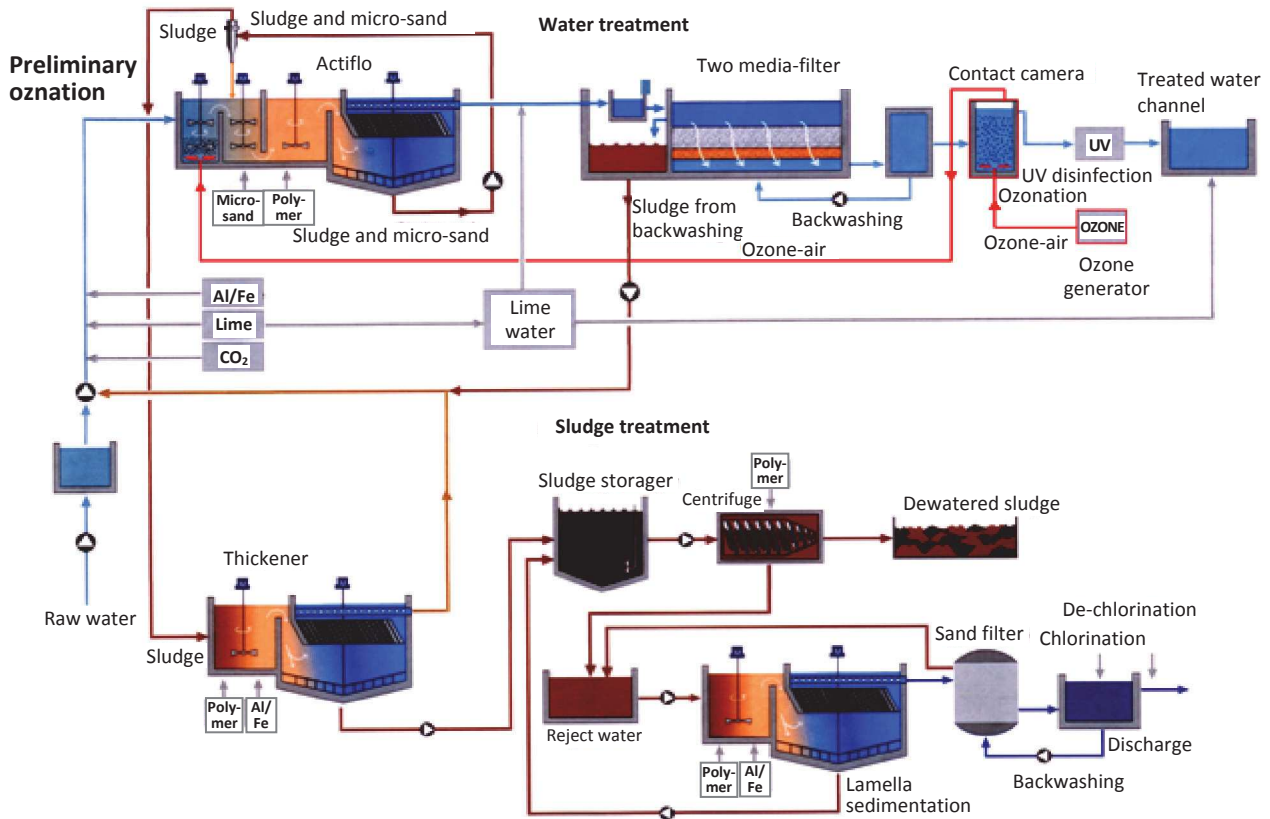 Sludge and micro-sand
Water treatment
Sludge
Preliminary
oznation
Actiflo
Two media-filter
Contact camera
Treated water
channel
UV
Micro-
sand
Poly-
mer
Sludge and micro-sand
Sludge from
backwashing
Backwashing
UV disinfection
Ozonation
Ozone-air
Ozone-air
OZONE
Ozone
generator
Al/Fe
Lime
CO₂
Lime
water
Sludge treatment
Poly-
mer
Sludge storager
Centrifuge
Dewatered sludge
Thickener
Raw water
Sludge
Poly-
mer
Al/
Fe
De-chlorination
Chlorination
Sand filter
Reject water
Poly-
mer
Al/
Fe
Lamella
sedimentation
Discharge
Backwashing